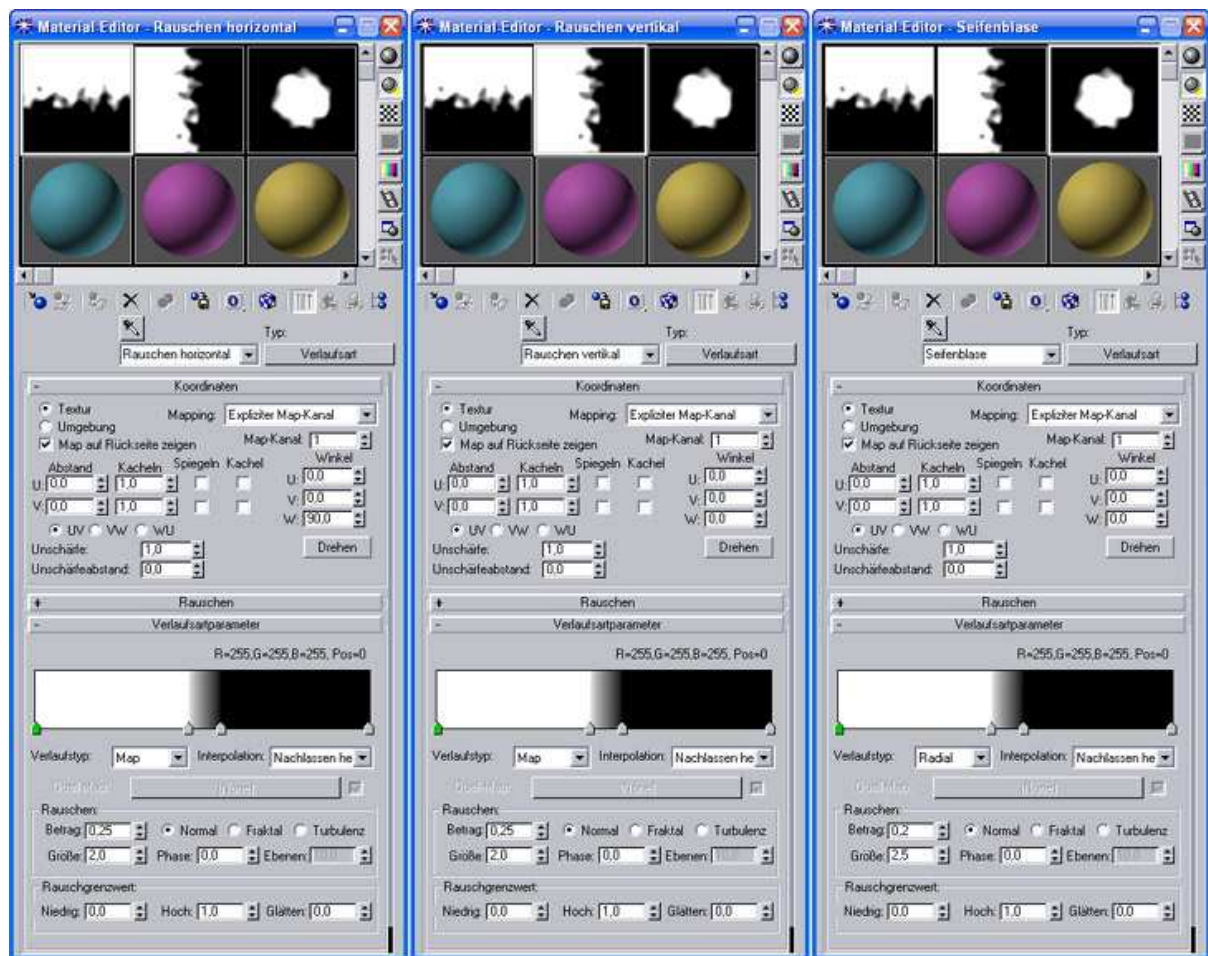 Material-Editor - Rauschen horizontal
Typ:
Rauschen horizontal Verlaufsart
- Koordinaten
Textur Mapping: Expliziter Map-Kanal
Umgebung
Map auf Rückseite zeigen Map-Kanal: 1
Abstand Kacheln Spiegeln Kachel Winkel
U: 0,0 1,0 U: 0,0
V: 0,0 1,0 V: 0,0
W: 90,0
UV VW WU
Unschärfe: 1,0 Drehen
Unschärfeabstand: 0,0
+ Rauschen
- Verlaufsartparameter
R=255,G=255,B=255, Pos=0
Verlaufstyp: Map Interpolation: Nachlassen he
Rauschen:
Betrag: 0,25 Normal Fraktal Turbulenz
Größe: 2,0 Phase: 0,0 Ebenen:
Rauschgrenzwert:
Niedrig: 0,0 Hoch: 1,0 Glätten: 0,0
Material-Editor - Rauschen vertikal
Typ:
Rauschen vertikal Verlaufsart
- Koordinaten
Textur Mapping: Expliziter Map-Kanal
Umgebung
Map auf Rückseite zeigen Map-Kanal: 1
Abstand Kacheln Spiegeln Kachel Winkel
U: 0,0 1,0 U: 0,0
V: 0,0 1,0 V: 0,0
W: 0,0
UV VW WU
Unschärfe: 1,0 Drehen
Unschärfeabstand: 0,0
+ Rauschen
- Verlaufsartparameter
R=255,G=255,B=255, Pos=0
Verlaufstyp: Map Interpolation: Nachlassen he
Rauschen:
Betrag: 0,25 Normal Fraktal Turbulenz
Größe: 2,0 Phase: 0,0 Ebenen:
Rauschgrenzwert:
Niedrig: 0,0 Hoch: 1,0 Glätten: 0,0
Material-Editor - Seifenblase
Typ:
Seifenblase Verlaufsart
- Koordinaten
Textur Mapping: Expliziter Map-Kanal
Umgebung
Map auf Rückseite zeigen Map-Kanal: 1
Abstand Kacheln Spiegeln Kachel Winkel
U: 0,0 1,0 U: 0,0
V: 0,0 1,0 V: 0,0
W: 0,0
UV VW WU
Unschärfe: 1,0 Drehen
Unschärfeabstand: 0,0
+ Rauschen
- Verlaufsartparameter
R=255,G=255,B=255, Pos=0
Verlaufstyp: Radial Interpolation: Nachlassen he
Rauschen:
Betrag: 0,2 Normal Fraktal Turbulenz
Größe: 2,5 Phase: 0,0 Ebenen:
Rauschgrenzwert:
Niedrig: 0,0 Hoch: 1,0 Glätten: 0,0